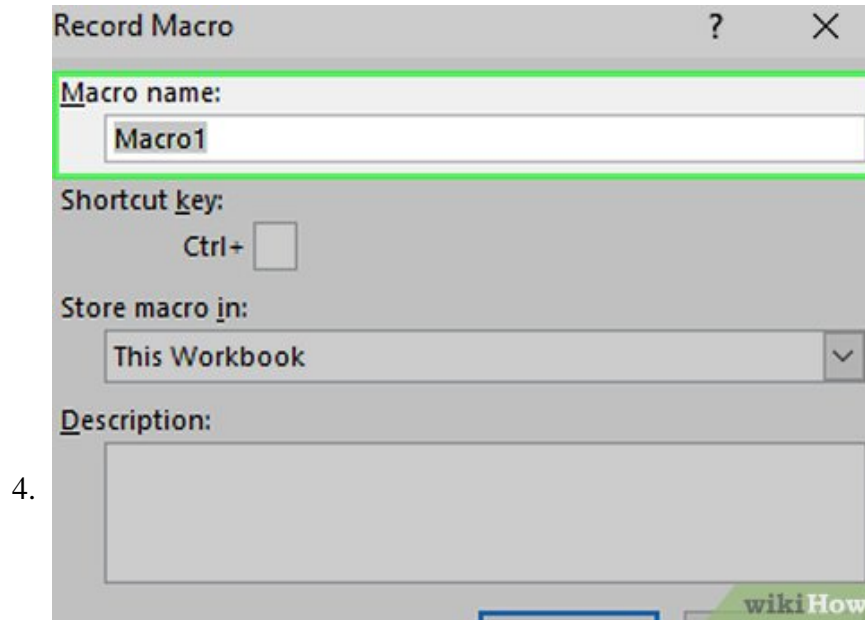 Record Macro ?
Macro name:
Macro1
Shortcut key:
Ctrl+
Store macro in:
This Workbook
Description:
4.
wikiHow